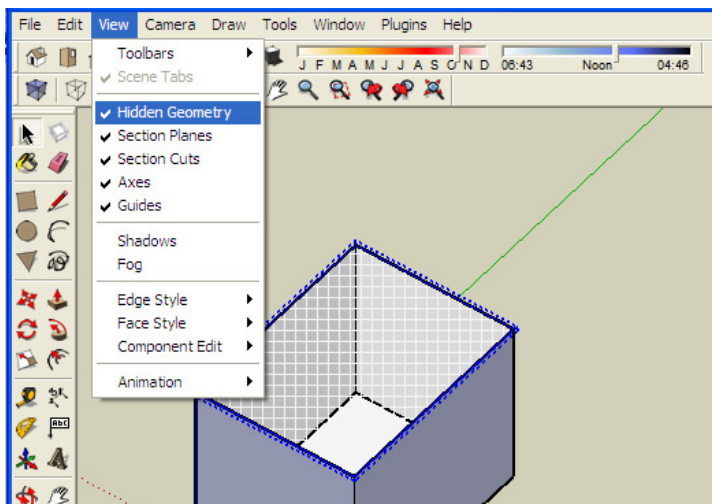 File Edit View Camera Draw Tools Window Plugins Help
J F M A M J J A S O N D 06:43 Noon 04:46
Toolbars
Scene Tabs
Hidden Geometry
Section Planes
Section Cuts
Axes
Guides
Shadows
Fog
Edge Style
Face Style
Component Edit
Animation
ABC